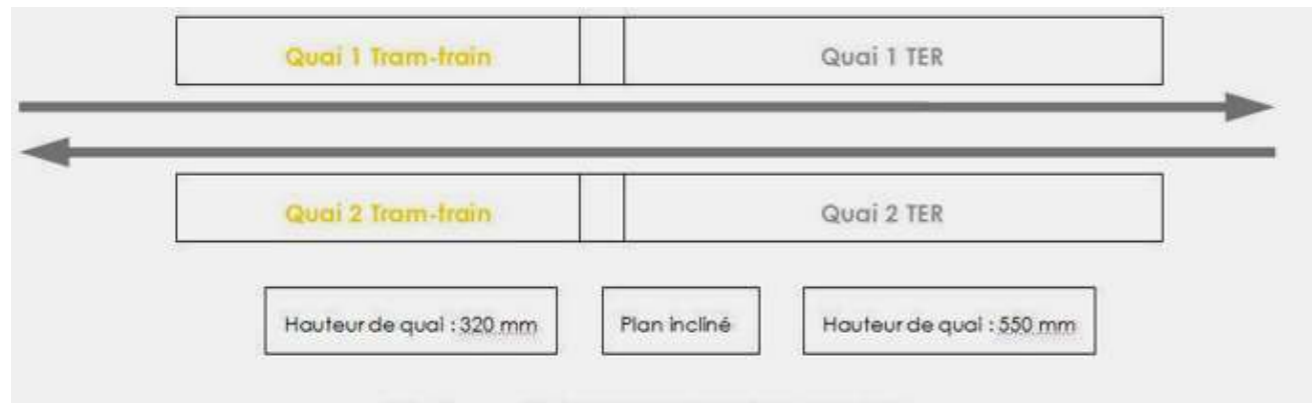 Quai 1 Tram-train
Quai 1 TER
Quai 2 Tram-train
Quai 2 TER
Hauteur de quai : 320 mm
Plan incliné
Hauteur de quai : 550 mm